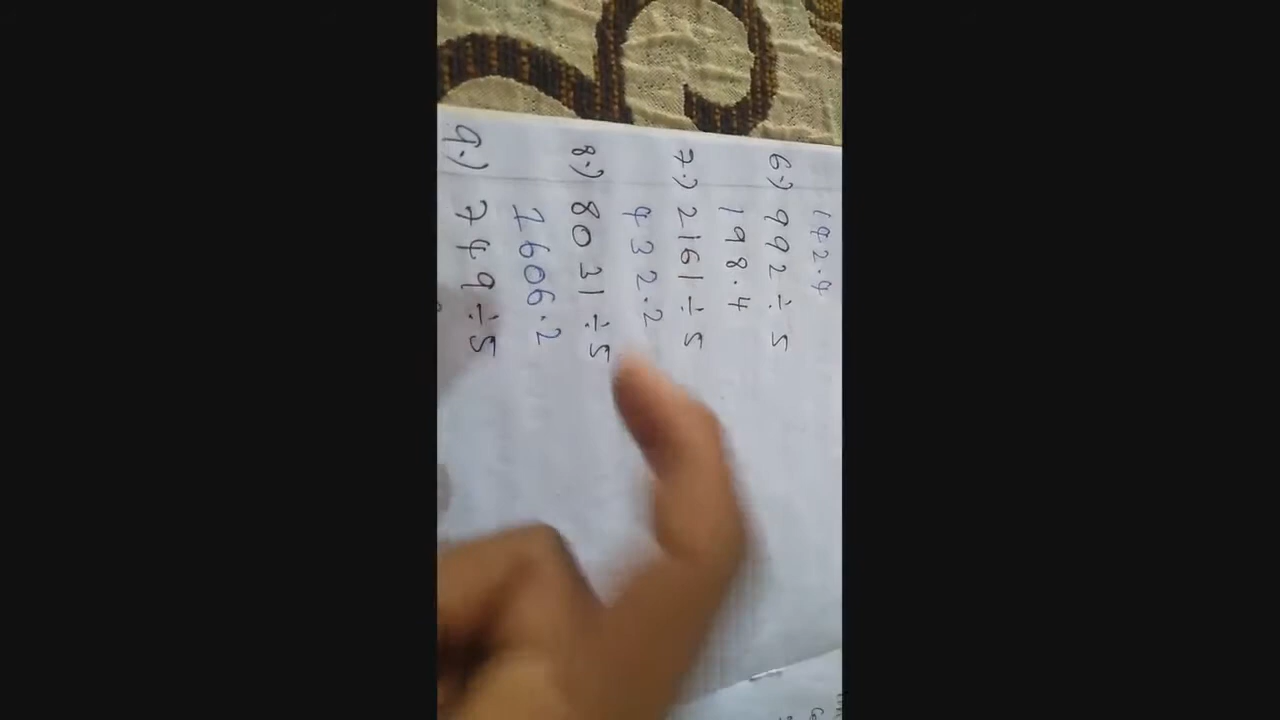 142.4
6.) 992 ÷ 5
198.4
7.) 2161 ÷ 5
432.2
8.) 8031 ÷ 5
1606.2
9.) 749 ÷ 5